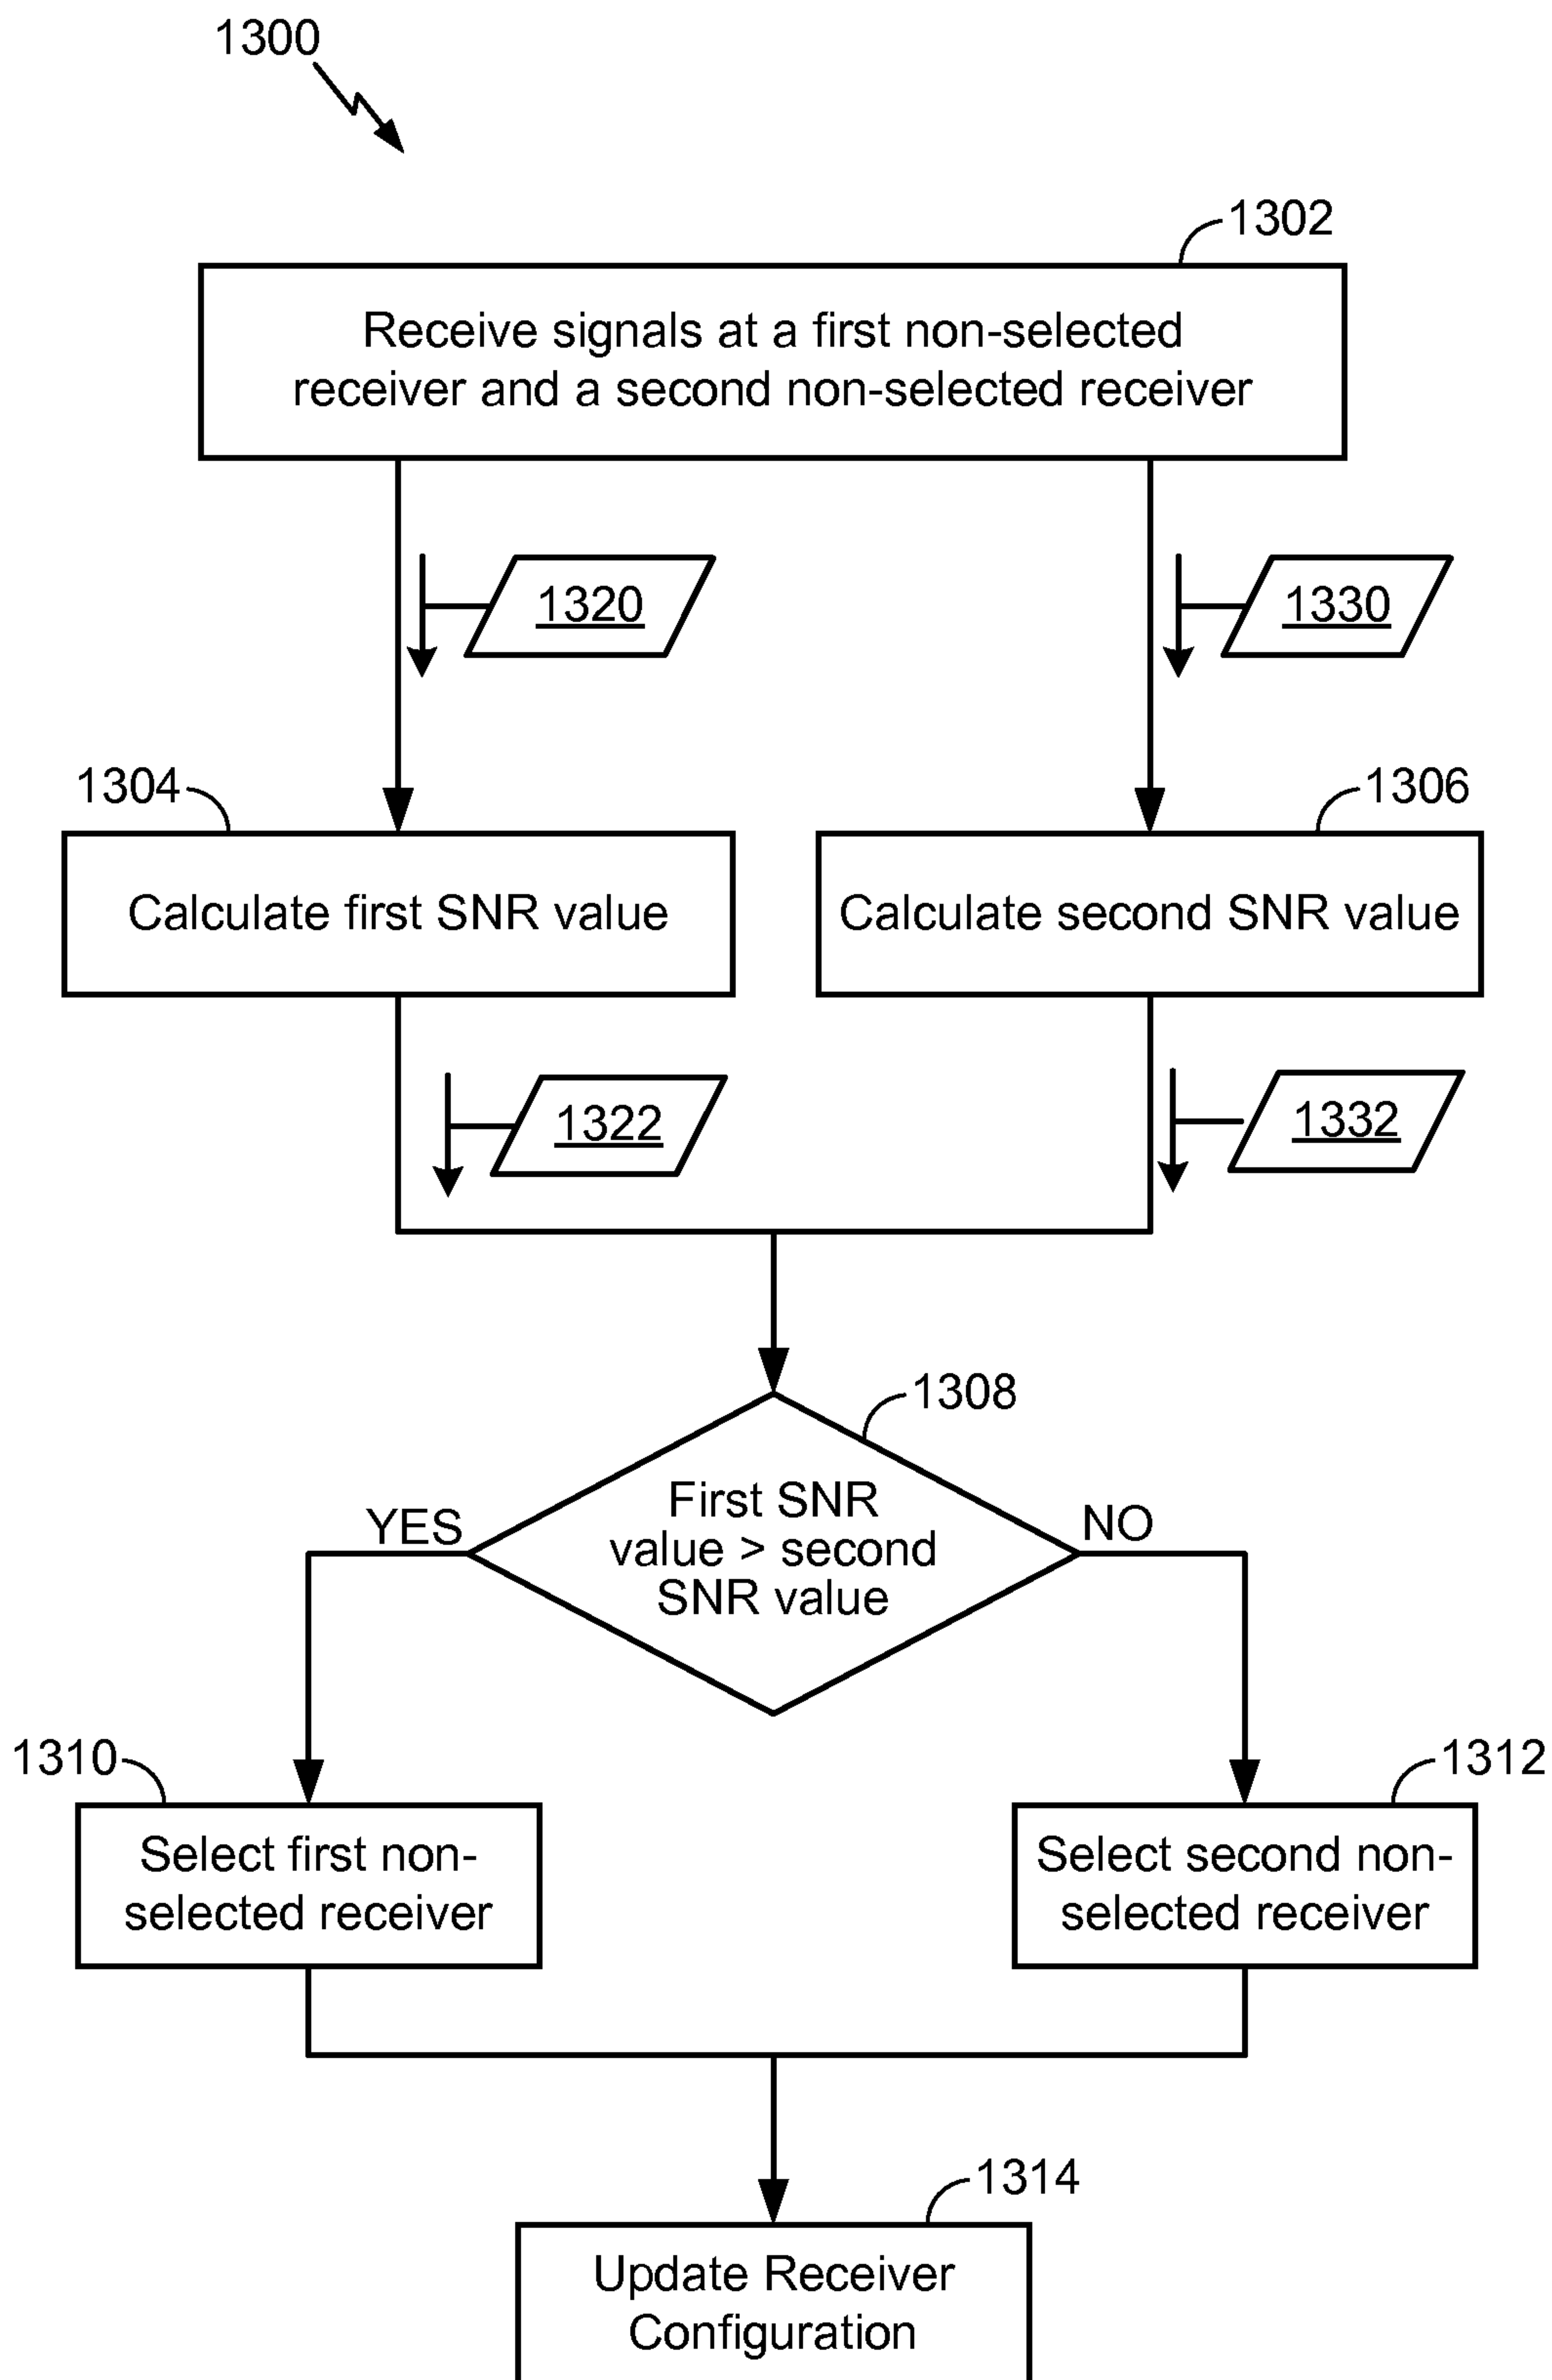 1300
1302
Receive signals at a first non-selected
receiver and a second non-selected receiver
1320
1330
1304
1306
Calculate first SNR value
Calculate second SNR value
1322
1332
1308
First SNR
value > second
SNR value
YES
NO
1310
1312
Select first non-
selected receiver
Select second non-
selected receiver
1314
Update Receiver
Configuration